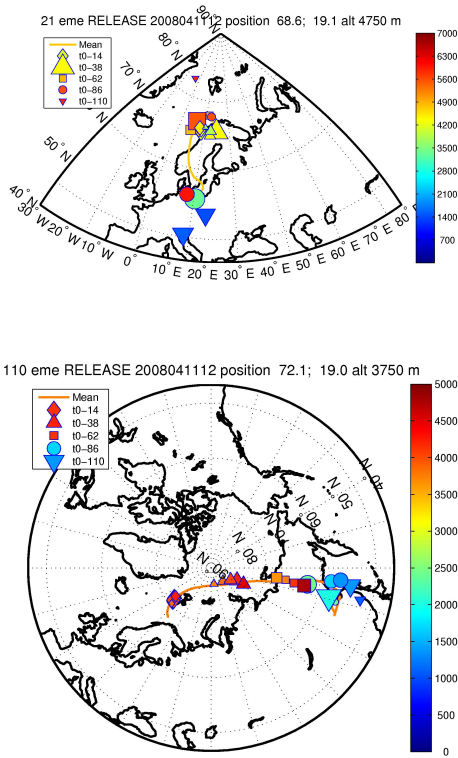 21 eme RELEASE 2008041112 position 68.6; 19.1 alt 4750 m
90°N
Mean
t0−14
t0−38
t0−62
t0−86
t0−110
80°N
70°N
60°N
50°N
40°N
30°W
20°W
10°W
0°
10°E
20°E
30°E
40°E
50°E
60°E
70°E
80°
7000
6300
5600
4900
4200
3500
2800
2100
1400
700
110 eme RELEASE 2008041112 position 72.1; 19.0 alt 3750 m
Mean
t0−14
t0−38
t0−62
t0−86
t0−110
40 N
50 N
60 N
80 N
90 N
5000
4500
4000
3500
3000
2500
2000
1500
1000
500
0